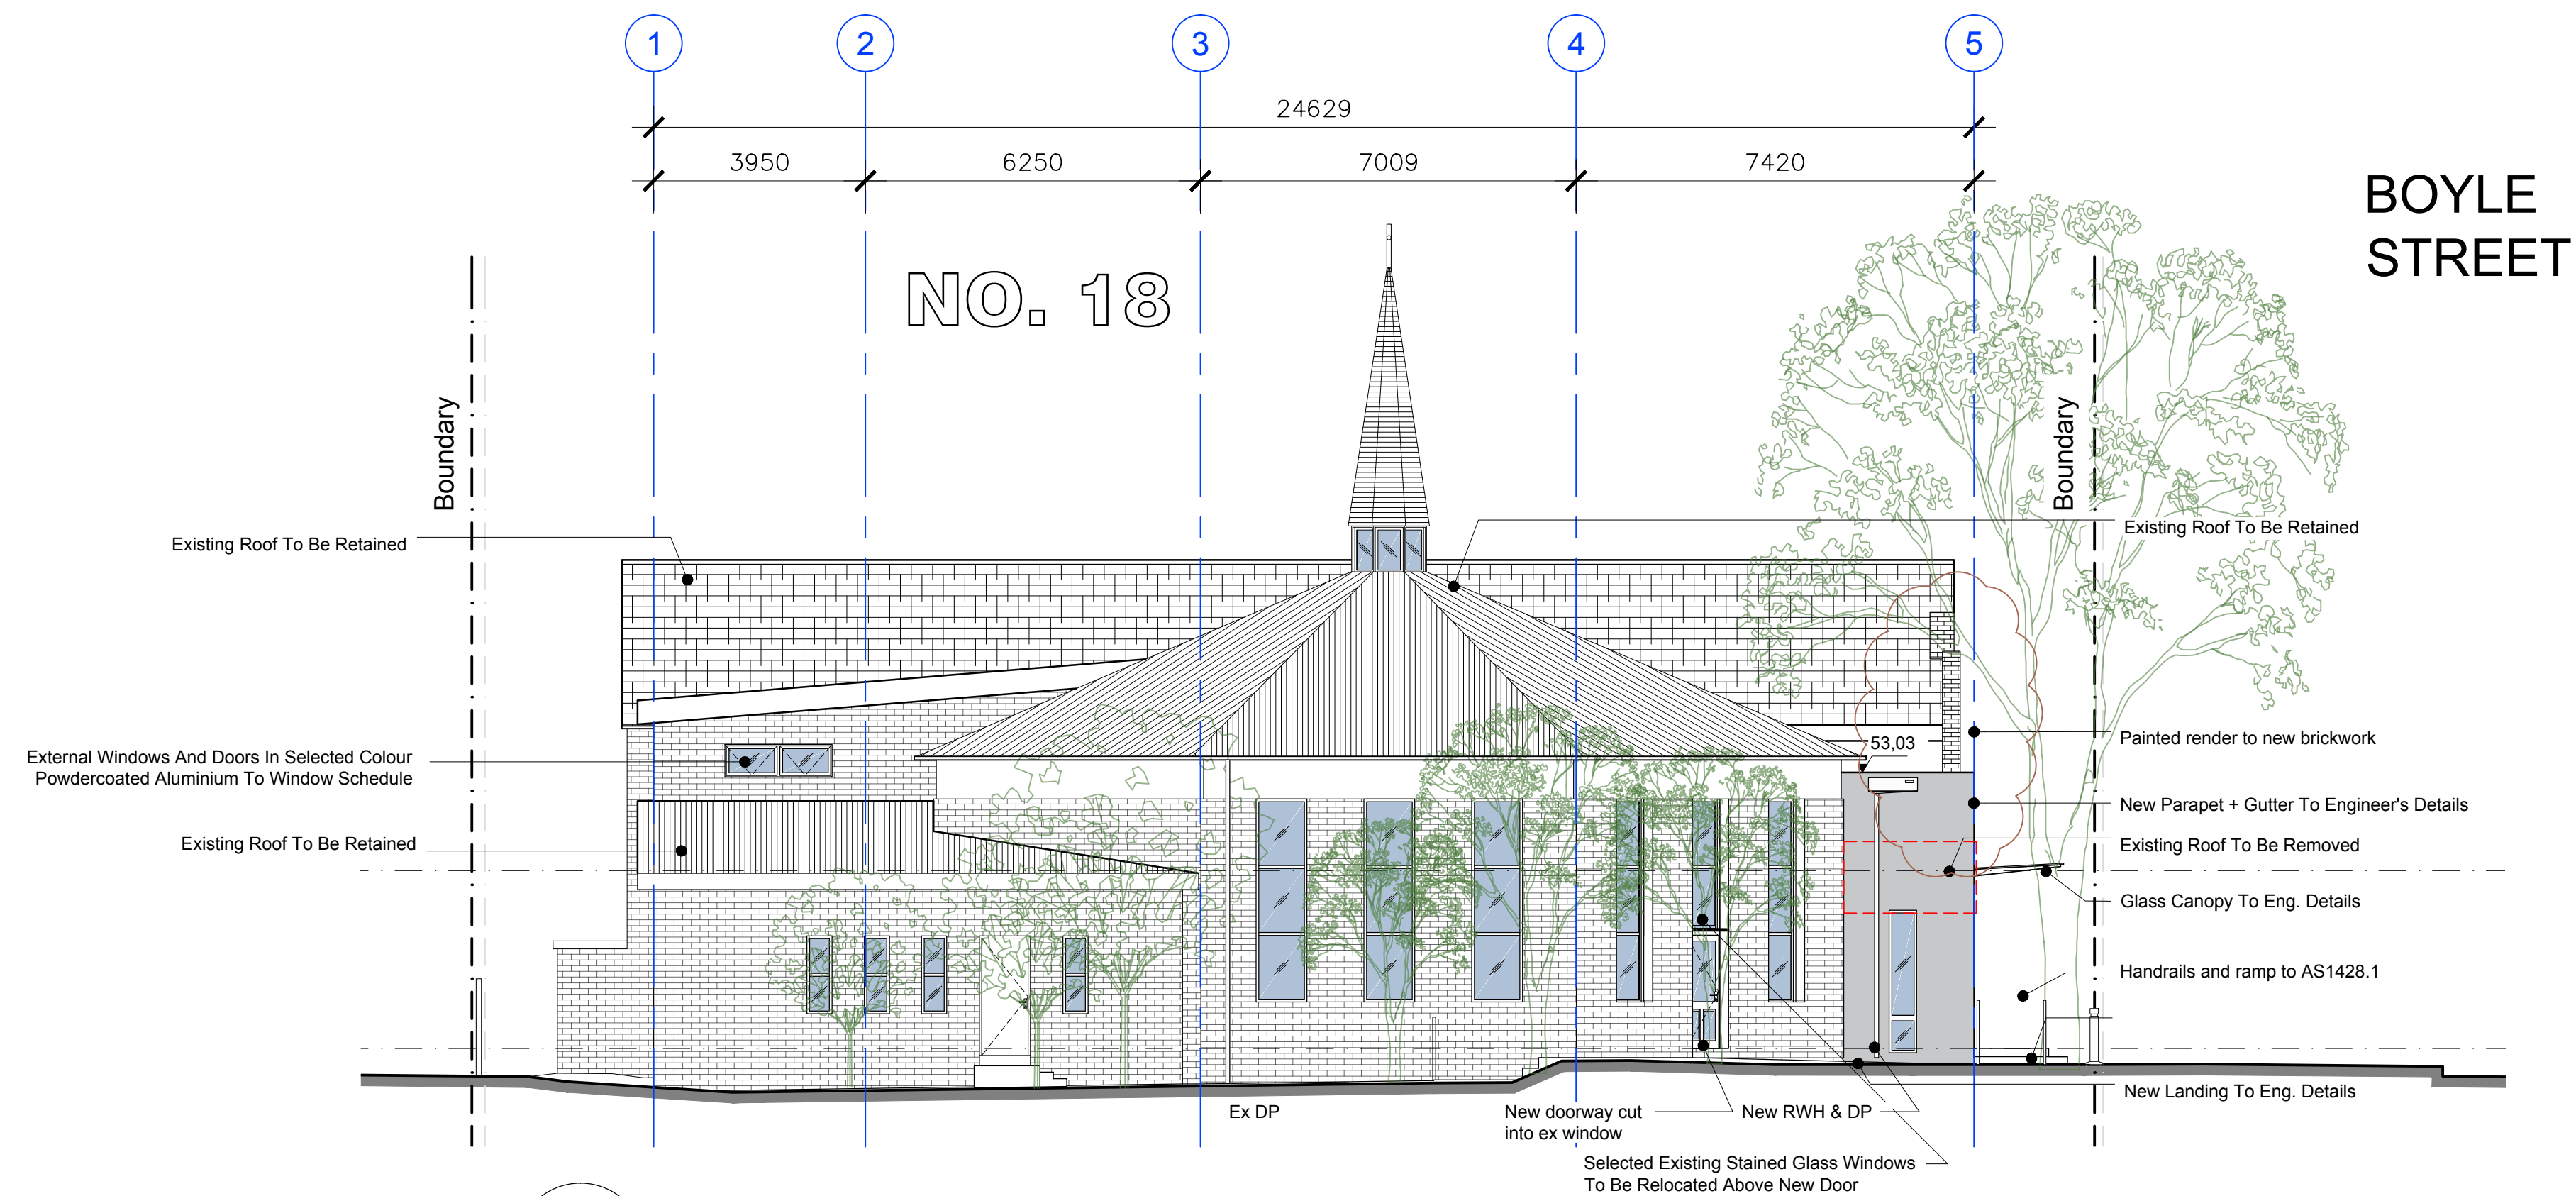 1
2
3
4
5
24629
3950
6250
7009
7420
BOYLE
STREET
NO. 18
Boundary
Boundary
Existing Roof To Be Retained
Existing Roof To Be Retained
External Windows And Doors In Selected Colour
Powdercoated Aluminium To Window Schedule
53,03
Painted render to new brickwork
New Parapet + Gutter To Engineer's Details
Existing Roof To Be Retained
Existing Roof To Be Removed
Glass Canopy To Eng. Details
Handrails and ramp to AS1428.1
New Landing To Eng. Details
Ex DP
New doorway cut
into ex window
New RWH & DP
Selected Existing Stained Glass Windows
To Be Relocated Above New Door